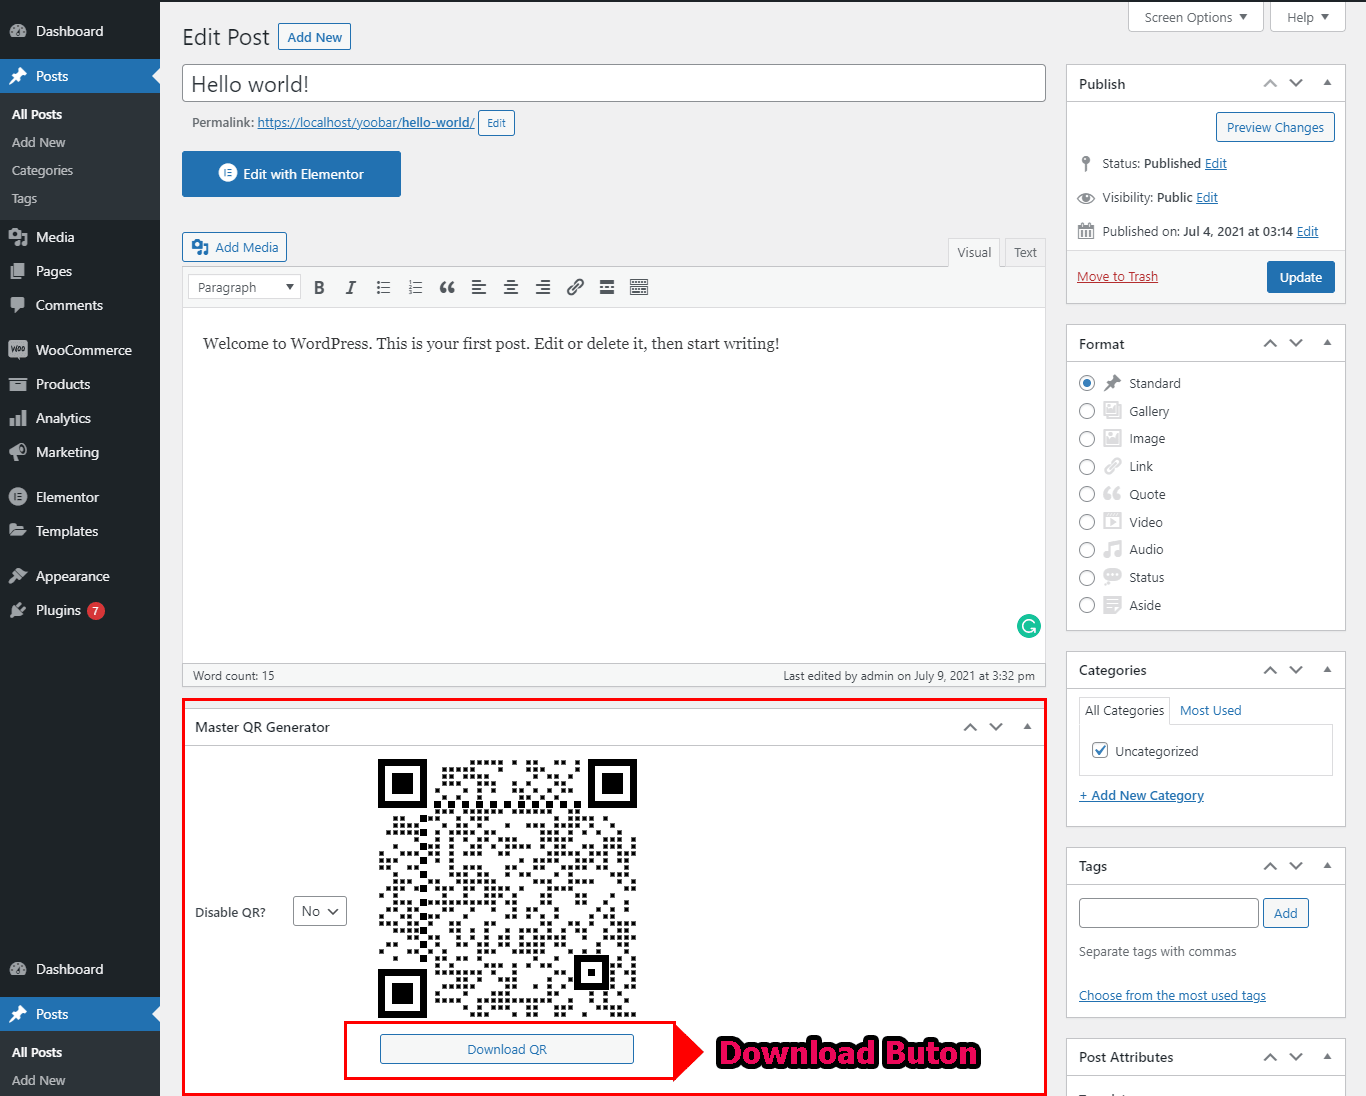 Dashboard
Posts
All Posts
Add New
Categories
Tags
Media
Pages
Comments
WooCommerce
Products
Analytics
Marketing
Elementor
Templates
Appearance
Plugins 7
Dashboard
Posts
All Posts
Add New
Screen Options
Help
Edit Post
Add New
Hello world!
Permalink: https://localhost/yoobar/hello-world/ Edit
Edit with Elementor
Add Media
Visual
Text
Paragraph
Welcome to WordPress. This is your first post. Edit or delete it, then start writing!
Word count: 15
Last edited by admin on July 9, 2021 at 3:32 pm
Master QR Generator
Disable QR?
No
Download QR
Download Buton
Publish
Preview Changes
Status: Published Edit
Visibility: Public Edit
Published on: Jul 4, 2021 at 03:14 Edit
Move to Trash
Update
Format
Standard
Gallery
Image
Link
Quote
Video
Audio
Status
Aside
Categories
All Categories
Most Used
Uncategorized
+ Add New Category
Tags
Add
Separate tags with commas
Choose from the most used tags
Post Attributes